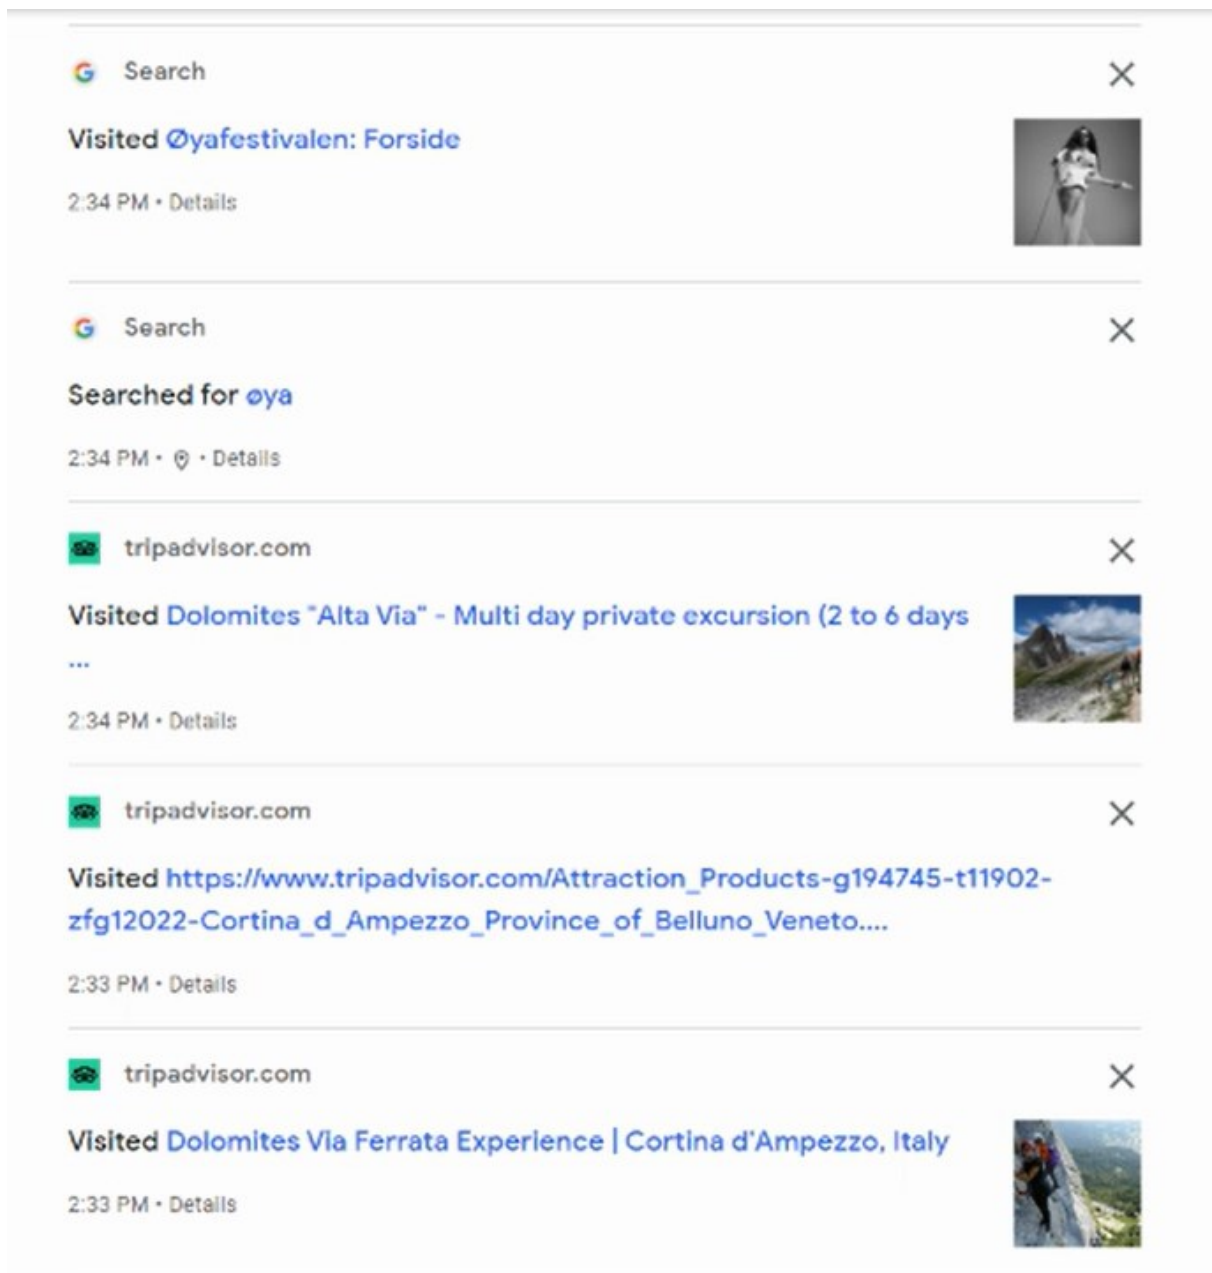 Search
Visited Øyafestivalen: Forside
2:34 PM • Details
Search
Searched for øya
2:34 PM • • Details
tripadvisor.com
Visited Dolomites "Alta Via" - Multi day private excursion (2 to 6 days
...
2:34 PM • Details
tripadvisor.com
Visited https://www.tripadvisor.com/Attraction_Products-g194745-t11902-
zfg12022-Cortina_d_Ampezzo_Province_of_Belluno_Veneto....
2:33 PM • Details
tripadvisor.com
Visited Dolomites Via Ferrata Experience | Cortina d'Ampezzo, Italy
2:33 PM • Details